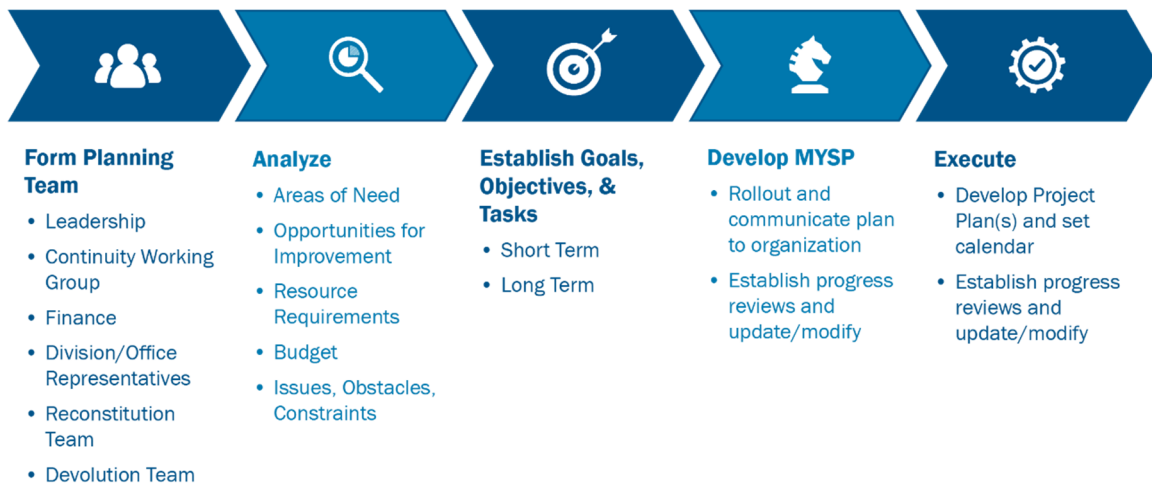 Form Planning
Team
• Leadership
• Continuity Working
Group
• Finance
• Division/Office
Representatives
• Reconstitution
Team
• Devolution Team
Analyze
• Areas of Need
• Opportunities for
Improvement
• Resource
Requirements
• Budget
• Issues, Obstacles,
Constraints
Establish Goals,
Objectives, &
Tasks
• Short Term
• Long Term
Develop MYSP
• Rollout and
communicate plan
to organization
• Establish progress
reviews and
update/modify
Execute
• Develop Project
Plan(s) and set
calendar
• Establish progress
reviews and
update/modify